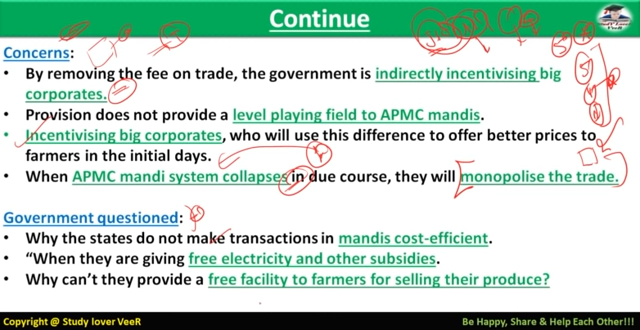 Continue
Concerns:
• By removing the fee on trade, the government is indirectly incentivising big
corporates.
• Provision does not provide a level playing field to APMC mandis.
• Incentivising big corporates, who will use this difference to offer better prices to
farmers in the initial days.
• When APMC mandi system collapses in due course, they will monopolise the trade.
Government questioned:
• Why the states do not make transactions in mandis cost-efficient.
• “When they are giving free electricity and other subsidies.
• Why can’t they provide a free facility to farmers for selling their produce?
Copyright @ Study lover VeeR
Be Happy, Share & Help Each Other!!!